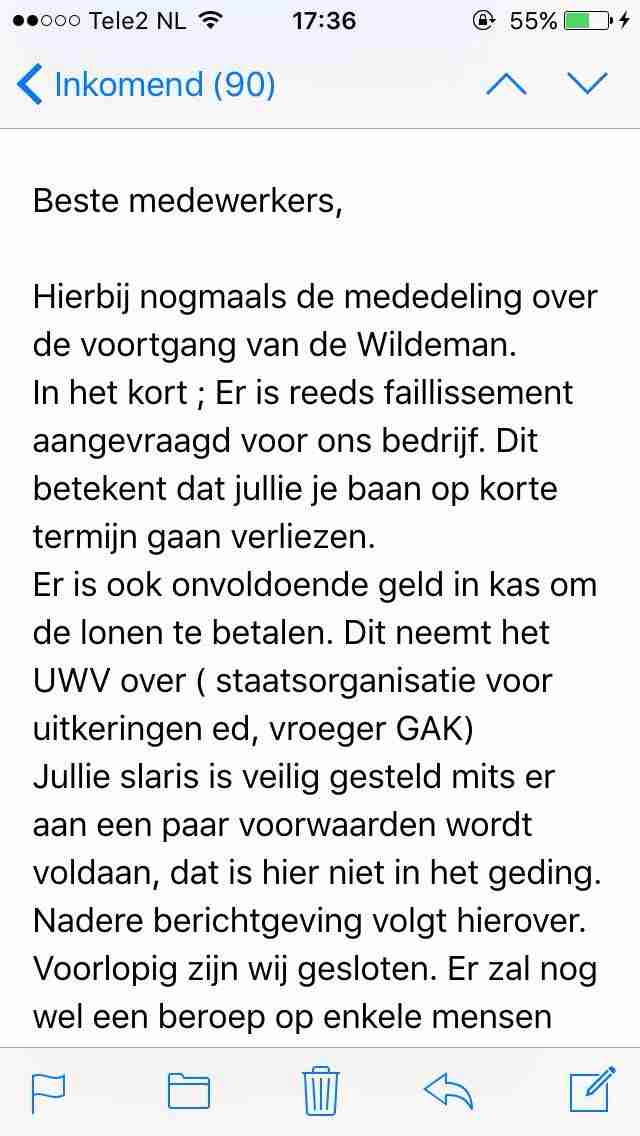 Tele2 NL 17:36 55%
Inkomend (90)
Beste medewerkers,
Hierbij nogmaals de mededeling over
de voortgang van de Wildeman.
In het kort ; Er is reeds faillissement
aangevraagd voor ons bedrijf. Dit
betekent dat jullie je baan op korte
termijn gaan verliezen.
Er is ook onvoldoende geld in kas om
de lonen te betalen. Dit neemt het
UWV over ( staatsorganisatie voor
uitkeringen ed, vroeger GAK)
Jullie slaris is veilig gesteld mits er
aan een paar voorwaarden wordt
voldaan, dat is hier niet in het geding.
Nadere berichtgeving volgt hierover.
Voorlopig zijn wij gesloten. Er zal nog
wel een beroep op enkele mensen